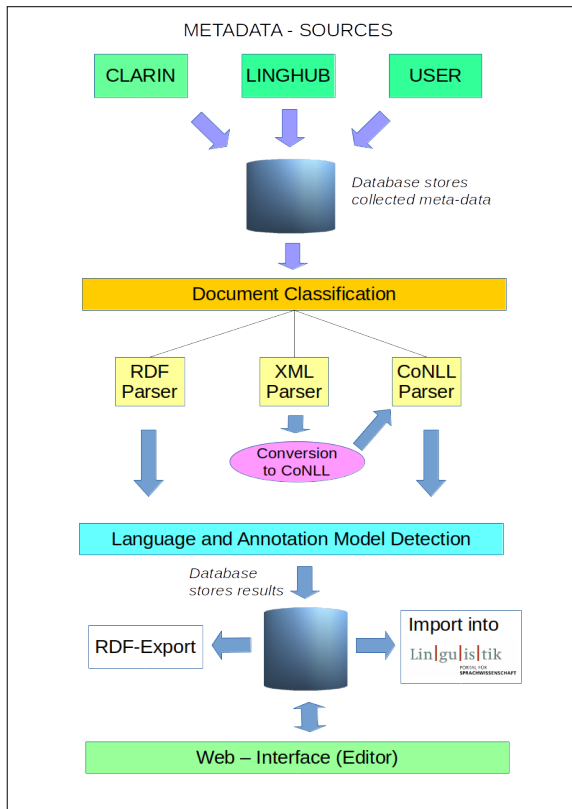 METADATA - SOURCES
CLARIN
LINGHUB
USER
Database stores
collected meta-data
Document Classification
RDF
Parser
XML
Parser
CoNLL
Parser
Conversion
to CoNLL
Language and Annotation Model Detection
Database
stores results
RDF-Export
Import into
Lin|gu|is|tik
PORTAL FÜR
SPRACHWISSENSCHAFT
Web – Interface (Editor)